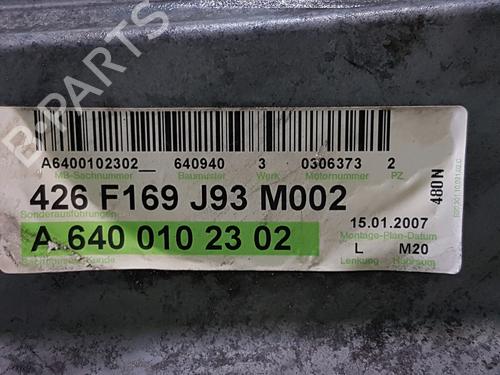 B-PARTS
A6400102302_ 640940 3 0306373 2
MB-Sachnummer Baumuster Werk Motornummer PZ
426 F169 J93 M002
Sonderausführungen
A 640 010 23 02
15.01.2007
Montage-Plan-Datum
L M20
Lenkung Hubraum
480N